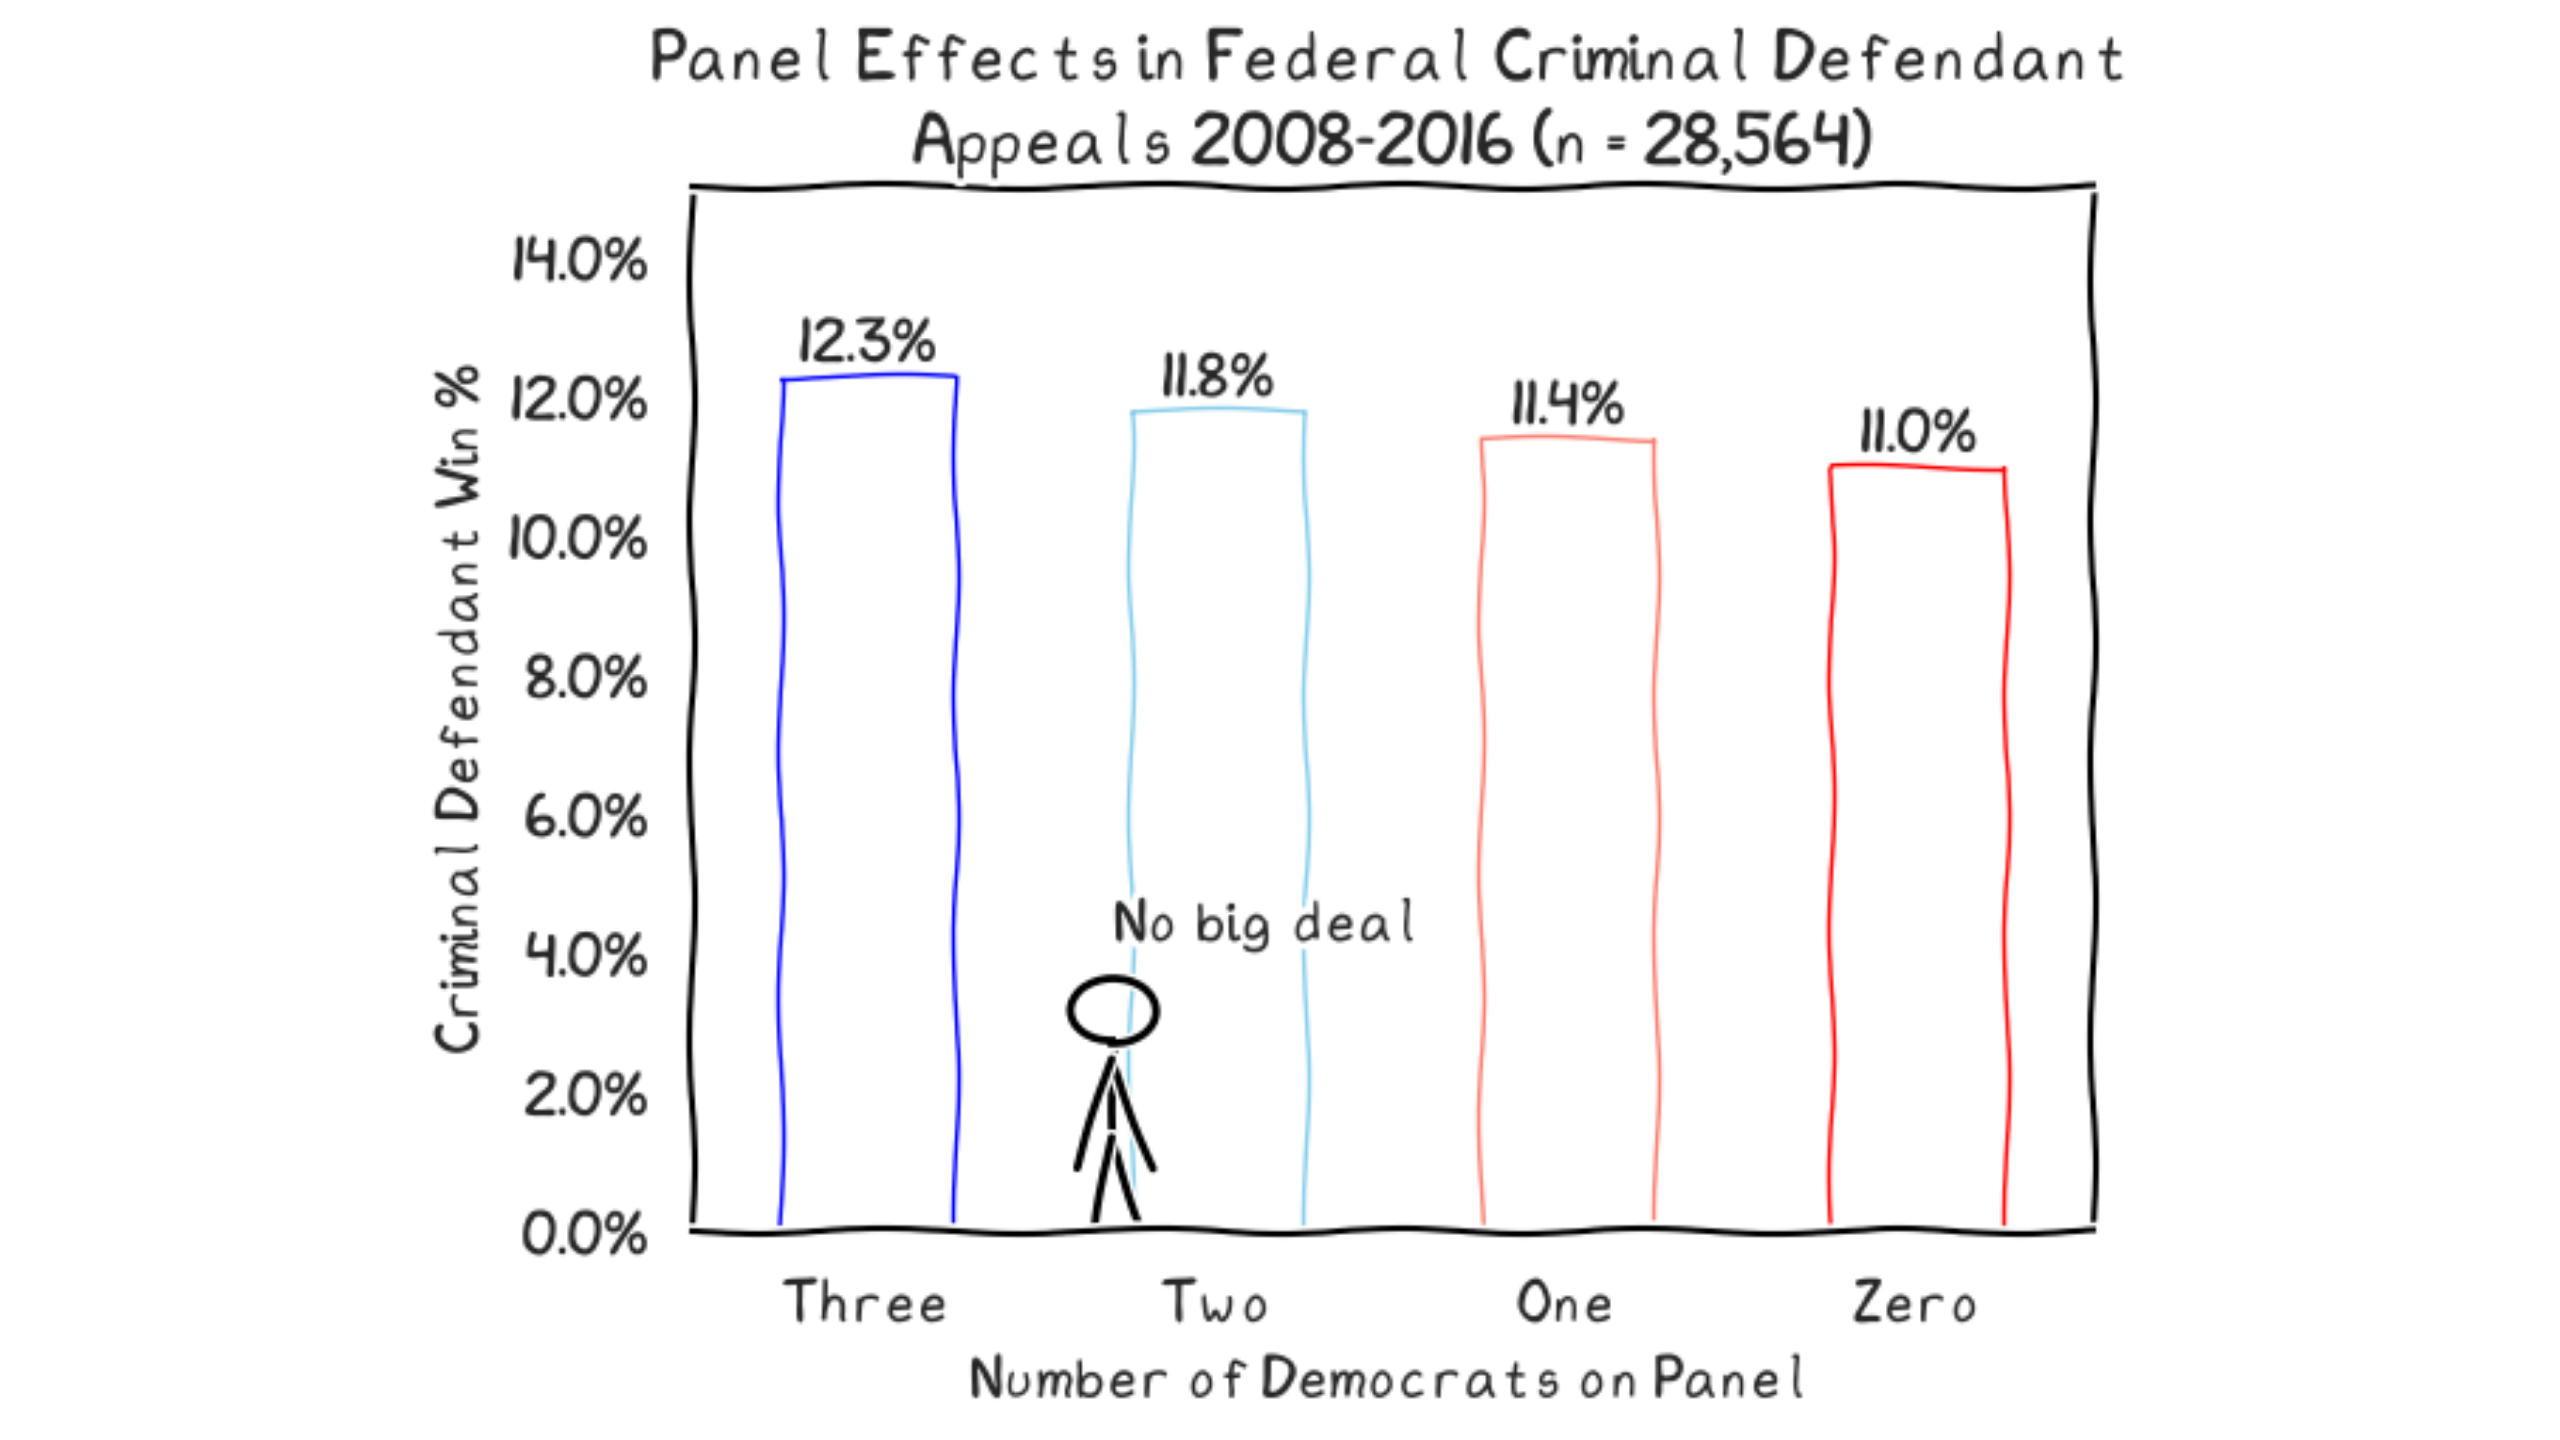 Panel Effects in Federal Criminal Defendant
Appeals 2008-2016 (n = 28,564)
Criminal Defendant Win %
14.0%
12.0%
10.0%
8.0%
6.0%
4.0%
2.0%
0.0%
12.3%
11.8%
11.4%
11.0%
No big deal
Three
Two
One
Zero
Number of Democrats on Panel